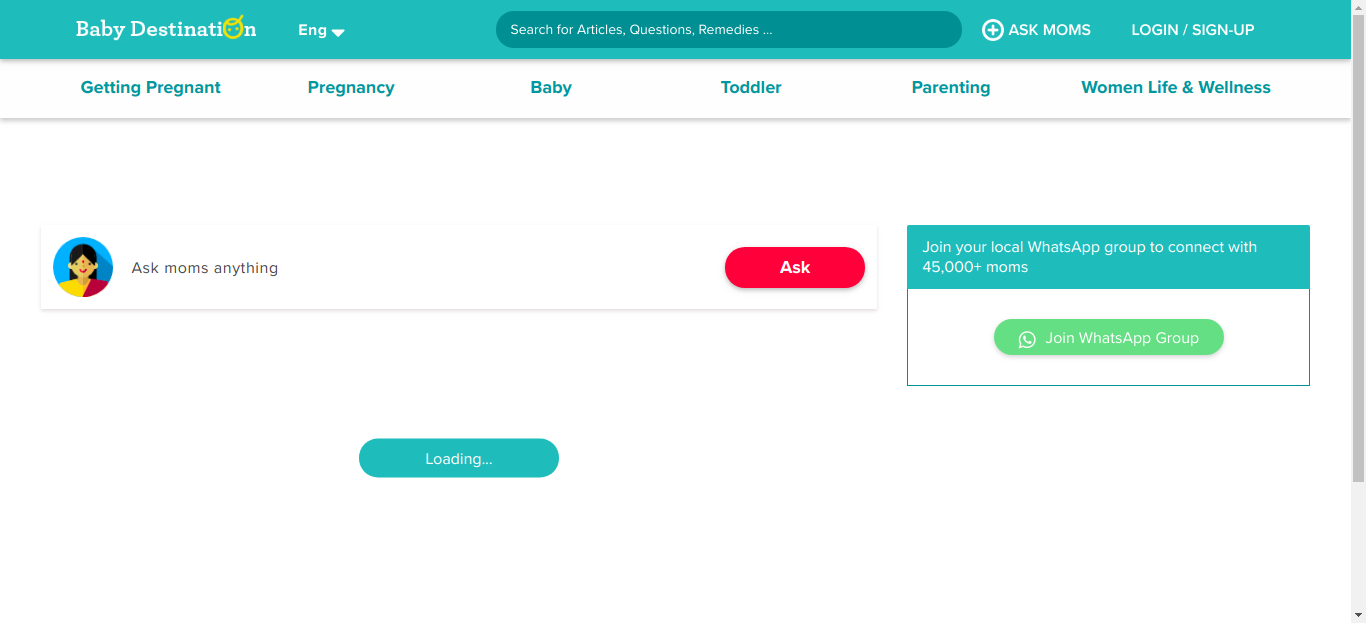 Baby Destination
Eng
Search for Articles, Questions, Remedies ...
ASK MOMS
LOGIN / SIGN-UP
Getting Pregnant
Pregnancy
Baby
Toddler
Parenting
Women Life & Wellness
Ask moms anything
Ask
Join your local WhatsApp group to connect with
45,000+ moms
Join WhatsApp Group
Loading...